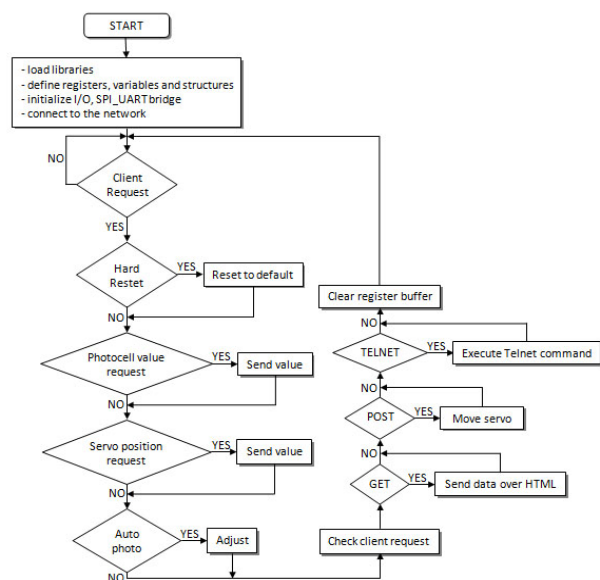 START
- load libraries
- define registers, variables and structures
- initialize I/O, SPI_UART bridge
- connect to the network
NO
Client
Request
YES
Hard
Restet
YES
Reset to default
NO
Photocell value
request
YES
Send value
NO
Servo position
request
YES
Send value
NO
Auto
photo
YES
Adjust
NO
Check client request
GET
YES
Send data over HTML
NO
POST
YES
Move servo
NO
TELNET
YES
Execute Telnet command
NO
Clear register buffer